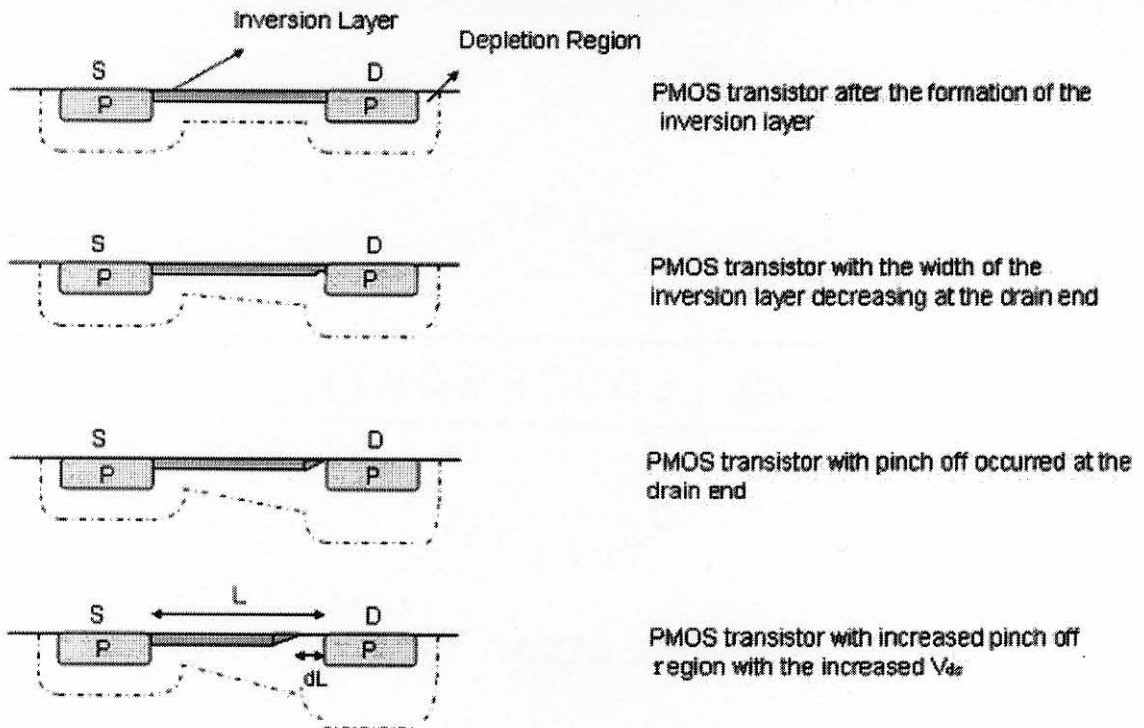 Inversion Layer
Depletion Region
S
D
P
P
PMOS transistor after the formation of the
inversion layer
S
D
P
P
PMOS transistor with the width of the
inversion layer decreasing at the drain end
S
D
P
P
PMOS transistor with pinch off occurred at the
drain end
S
L
D
P
P
dL
PMOS transistor with increased pinch off
region with the increased Vds